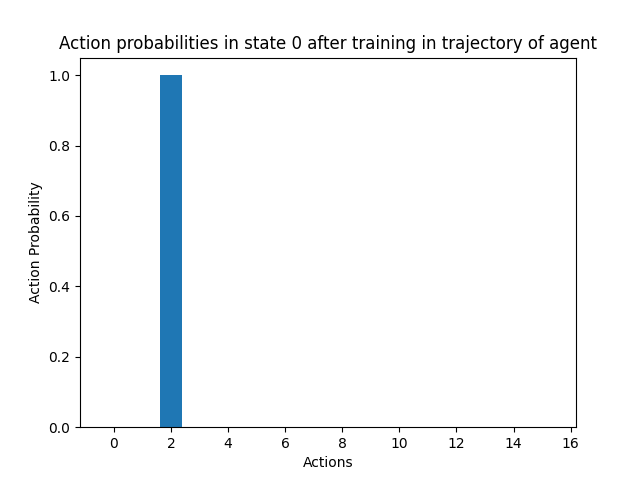 Action probabilities in state 0 after training in trajectory of agent
1.0
0.8
0.6
0.4
0.2
0.0
Action Probability
0 2 4 6 8 10 12 14 16
Actions